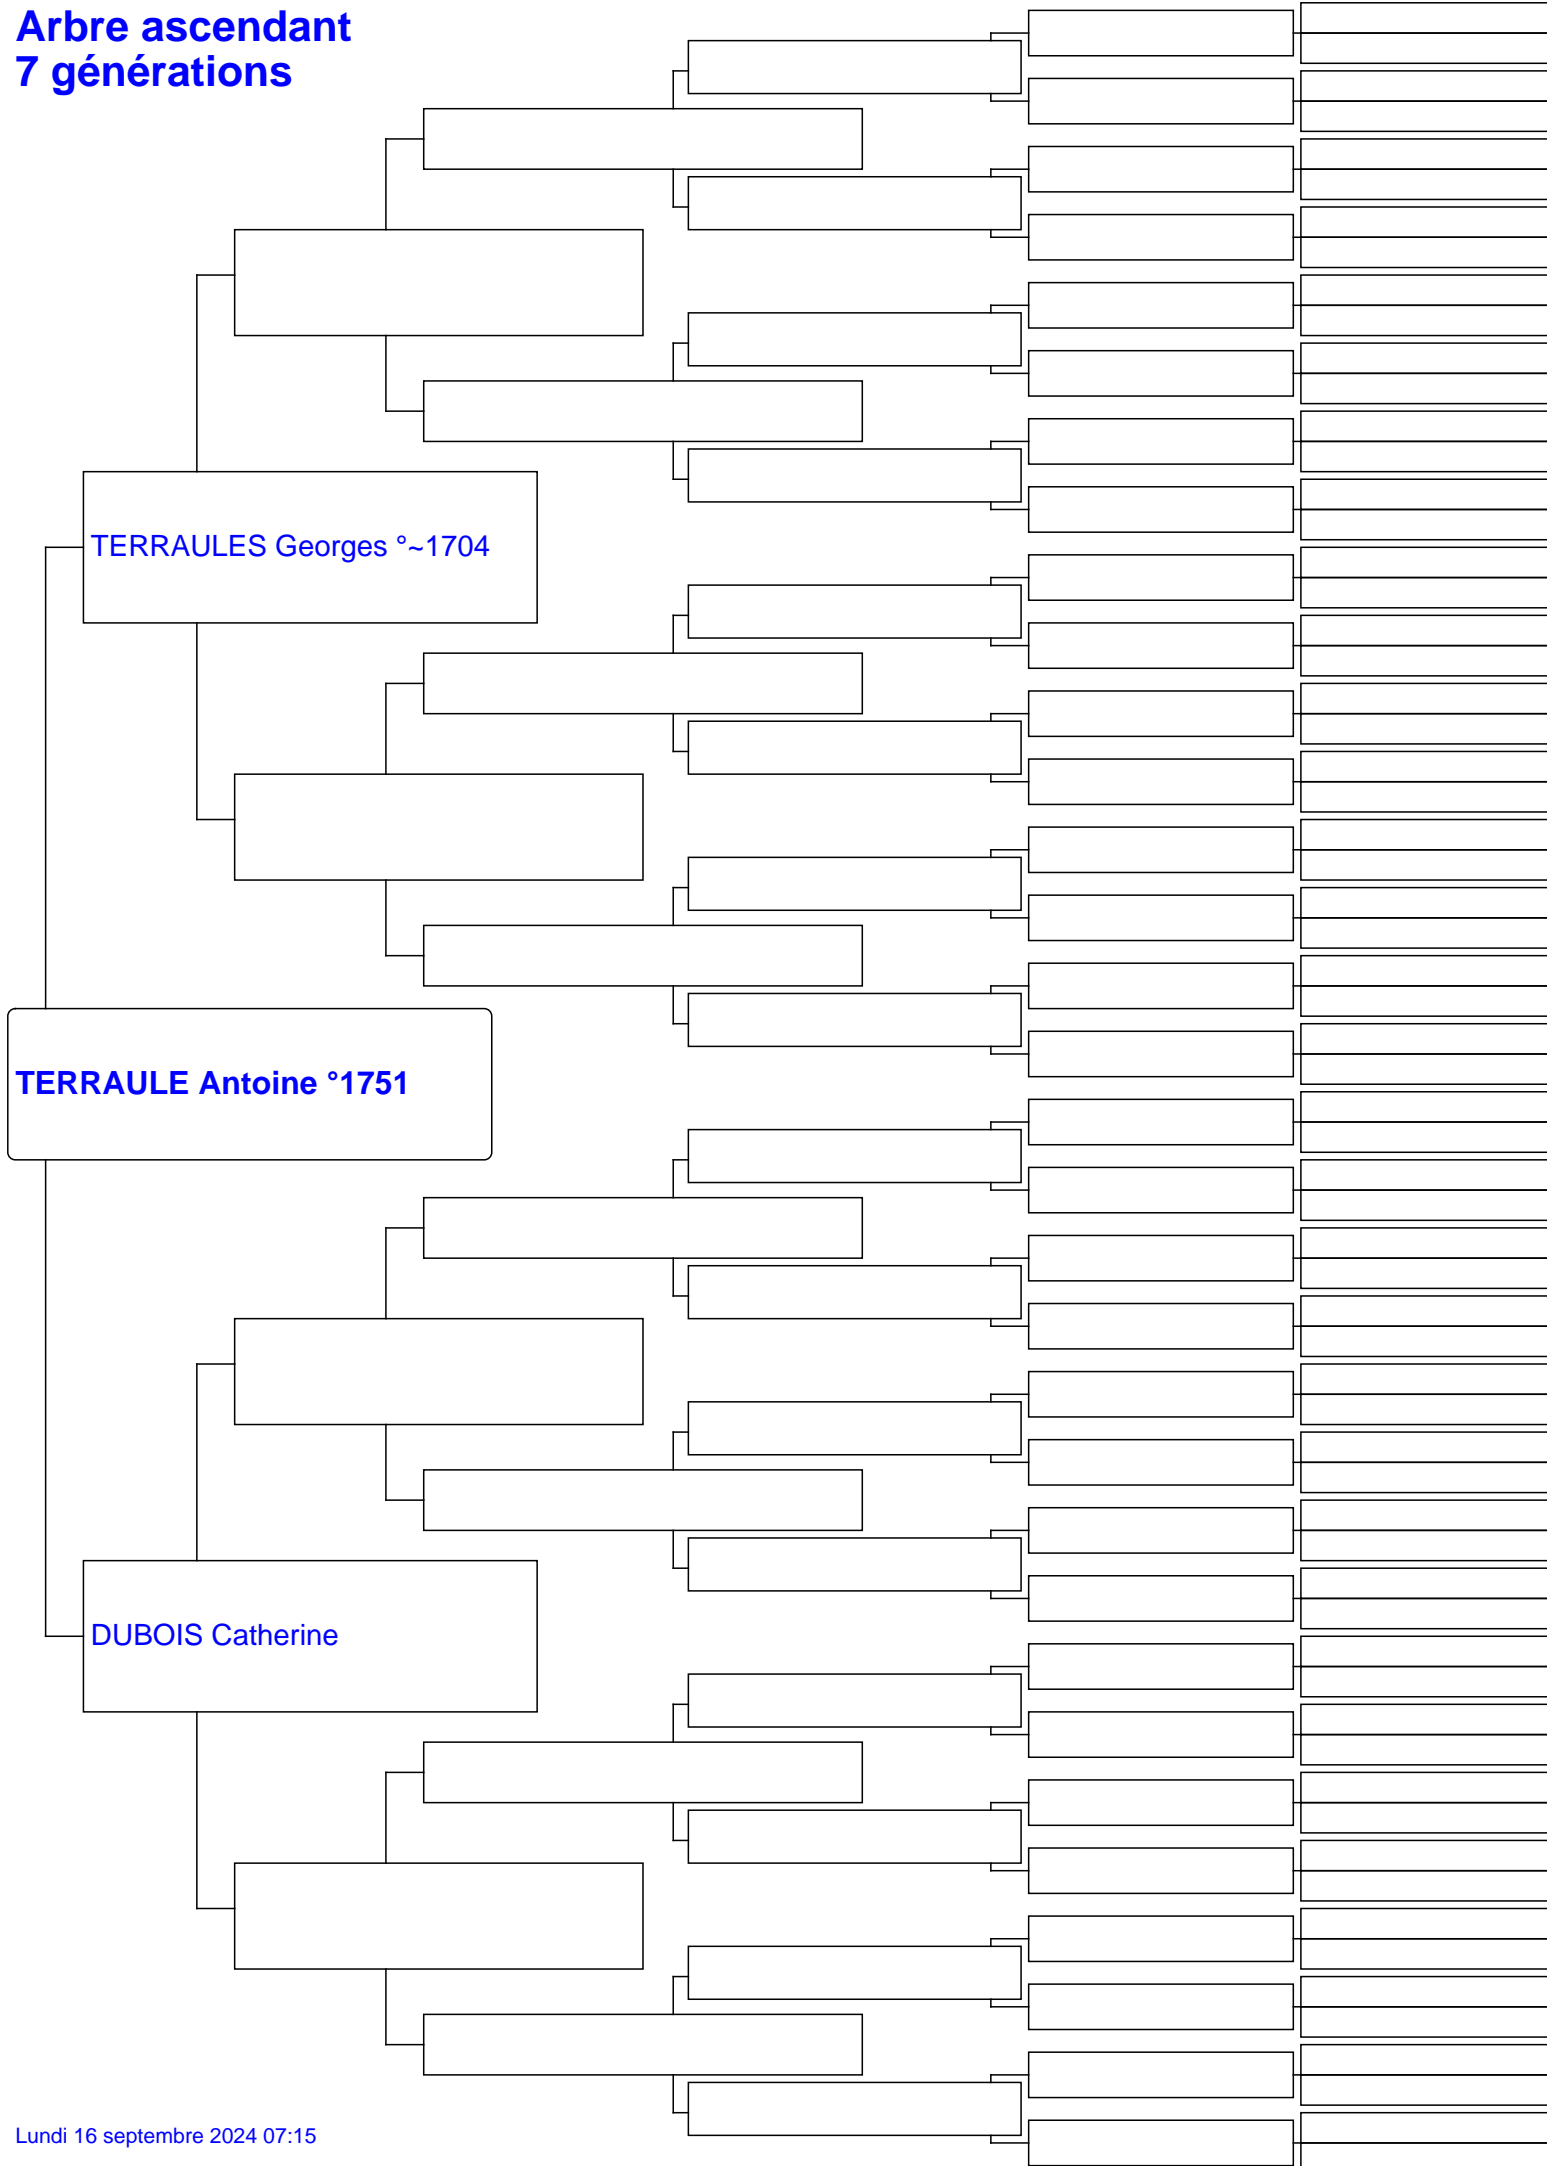 Arbre ascendant
7 générations
TERRAULES Georges °~1704
TERRAULE Antoine °1751
DUBOIS Catherine
Lundi 16 septembre 2024 07:15